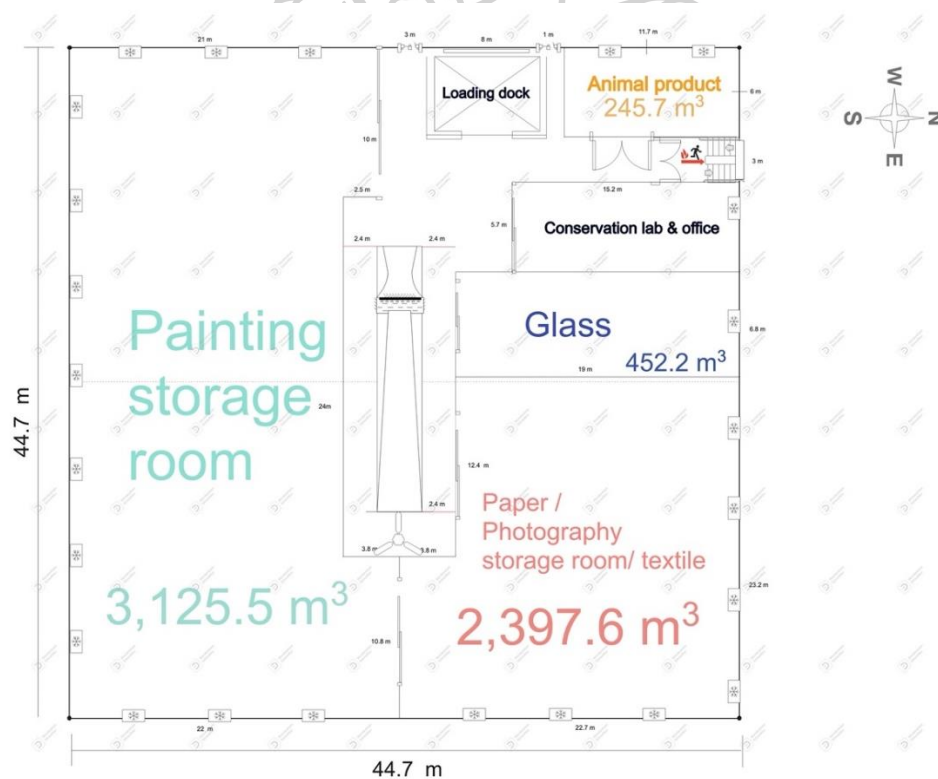 21 m
3 m
8 m
1 m
11.7 m
Loading dock
Animal product
245.7 m³
6 m
W
S
N
E
10 m
3 m
2.5 m
15.2 m
5.7 m
Conservation lab & office
2.4 m
2.4 m
Painting
storage
room
Glass
452.2 m³
6.8 m
19 m
24m
44.7 m
12.4 m
2.4 m
Paper /
Photography
storage room/ textile
3.8 m
3.8 m
23.2 m
3,125.5 m³
2,397.6 m³
10.8 m
22 m
22.7 m
44.7 m